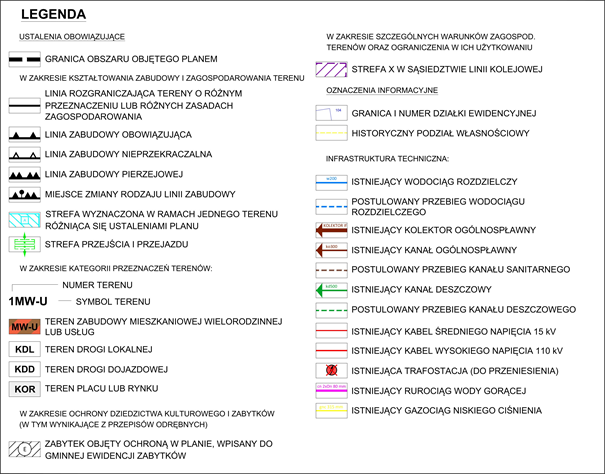 LEGENDA
USTALENIA OBOWIĄZUJĄCE
GRANICA OBSZARU OBJĘTEGO PLANEM
W ZAKRESIE KSZTAŁTOWANIA ZABUDOWY I ZAGOSPODAROWANIA TERENU
LINIA ROZGRANICZAJĄCA TERENY O RÓŻNYM
PRZEZNACZENIU LUB RÓŻNYCH ZASADACH
ZAGOSPODAROWANIA
LINIA ZABUDOWY OBOWIĄZUJĄCA
LINIA ZABUDOWY NIEPRZEKRACZALNA
LINIA ZABUDOWY PIERZEJOWEJ
MIEJSCE ZMIANY RODZAJU LINII ZABUDOWY
STREFA WYZNACZONA W RAMACH JEDNEGO TERENU
RÓŻNIĄCA SIĘ USTALENIAMI PLANU
STREFA PRZEJŚCIA I PRZEJAZDU
W ZAKRESIE KATEGORII PRZEZNACZEŃ TERENÓW:
NUMER TERENU
1MW-U SYMBOL TERENU
MW-U TEREN ZABUDOWY MIESZKANIOWEJ WIELORODZINNEJ
LUB USŁUG
KDL TEREN DROGI LOKALNEJ
KDD TEREN DROGI DOJAZDOWEJ
KOR TEREN PLACU LUB RYNKU
W ZAKRESIE OCHRONY DZIEDZICTWA KULTUROWEGO I ZABYTKÓW
(W TYM WYNIKAJĄCE Z PRZEPISÓW ODRĘBNYCH)
E ZABYTEK OBJĘTY OCHRONĄ W PLANIE, WPISANY DO
GMINNEJ EWIDENCJI ZABYTKÓW
W ZAKRESIE SZCZEGÓLNYCH WARUNKÓW ZAGOSPOD.
TERENÓW ORAZ OGRANICZENIA W ICH UŻYTKOWANIU
STREFA X W SĄSIEDZTWIE LINII KOLEJOWEJ
OZNACZENIA INFORMACYJNE
GRANICA I NUMER DZIAŁKI EWIDENCYJNEJ
HISTORYCZNY PODZIAŁ WŁASNOŚCIOWY
INFRASTRUKTURA TECHNICZNA:
ISTNIEJĄCY WODOCIĄG ROZDZIELCZY
POSTULOWANY PRZEBIEG WODOCIĄGU
ROZDZIELCZEGO
ISTNIEJĄCY KOLEKTOR OGÓLNOSPŁAWNY
ISTNIEJĄCY KANAŁ OGÓLNOSPŁAWNY
POSTULOWANY PRZEBIEG KANAŁU SANITARNEGO
ISTNIEJĄCY KANAŁ DESZCZOWY
POSTULOWANY PRZEBIEG KANAŁU DESZCZOWEGO
ISTNIEJĄCY KABEL ŚREDNIEGO NAPIĘCIA 15 kV
ISTNIEJĄCY KABEL WYSOKIEGO NAPIĘCIA 110 kV
ISTNIEJĄCA TRAFOSTACJA (DO PRZENIESIENIA)
ISTNIEJĄCY RUROCIĄG WODY GORĄCEJ
ISTNIEJĄCY GAZOCIĄG NISKIEGO CIŚNIENIA